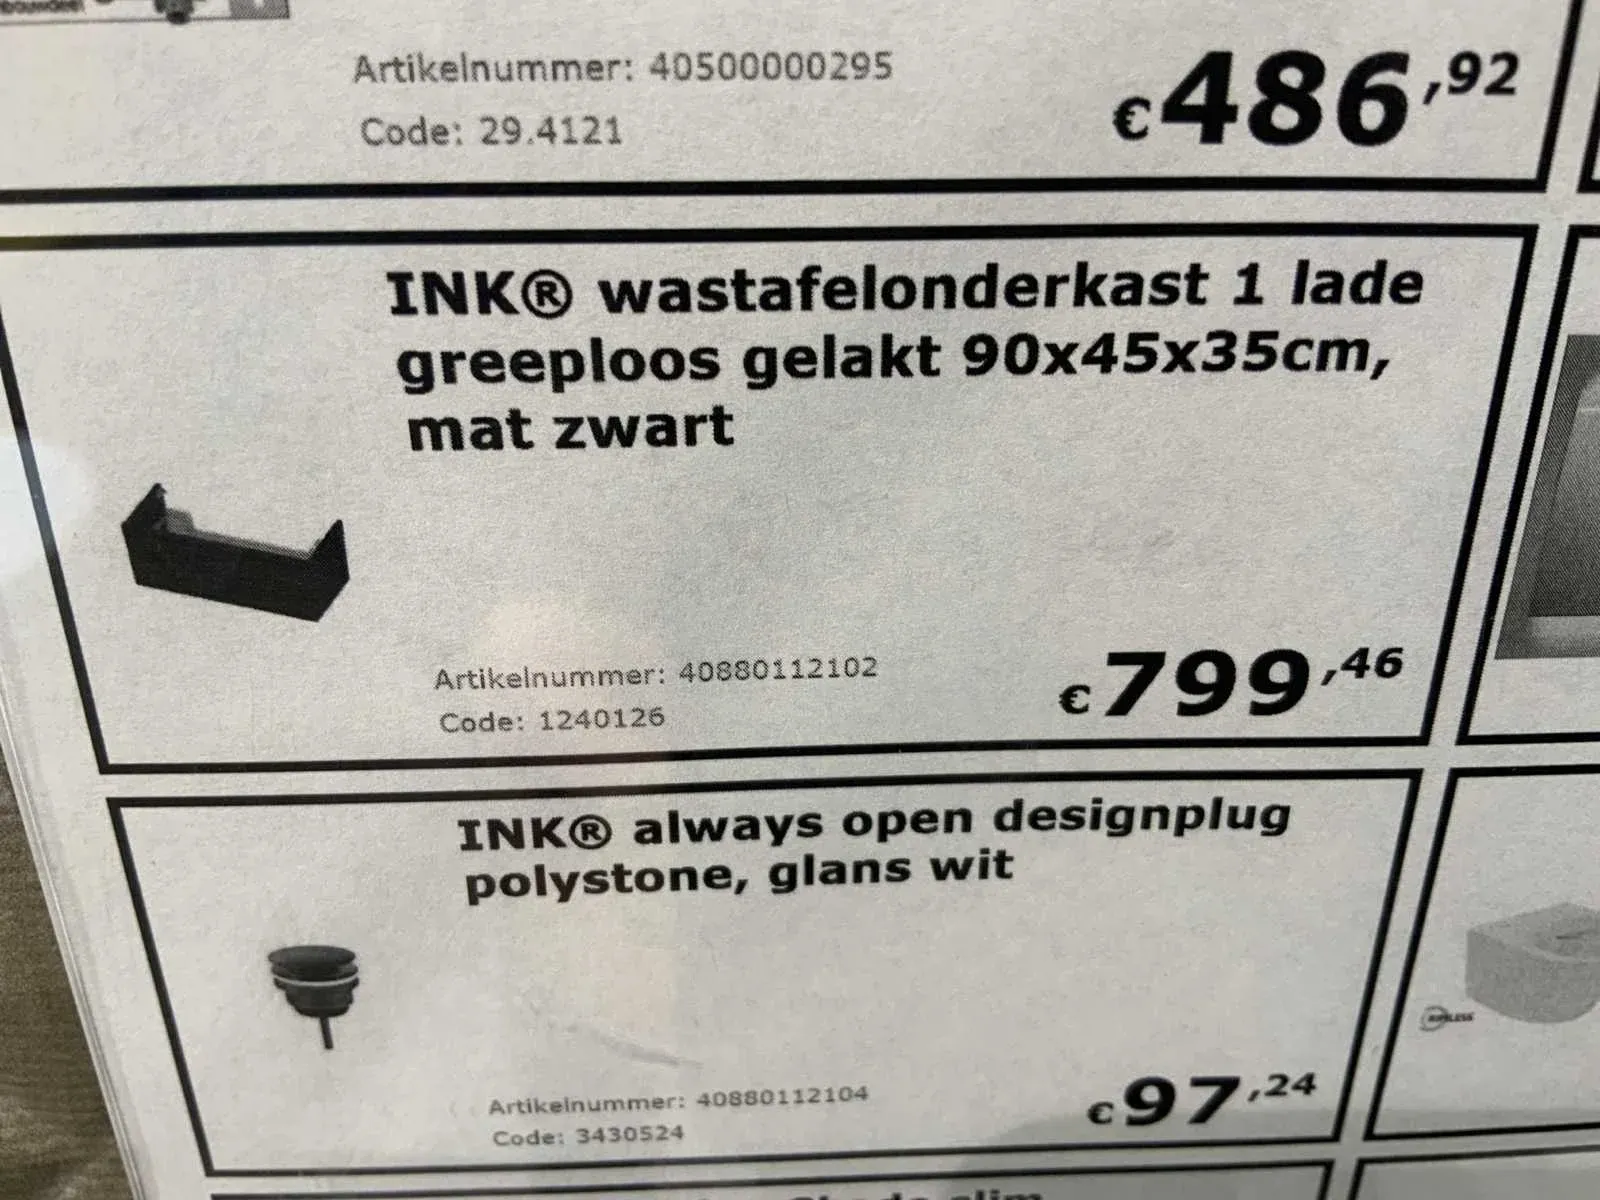 Artikelnummer: 40500000295
Code: 29.4121
€486,92
INK® wastafelonderkast 1 lade
greeploos gelakt 90x45x35cm,
mat zwart
Artikelnummer: 40880112102
Code: 1240126
€799,46
INK® always open designplug
polystone, glans wit
Artikelnummer: 40880112104
Code: 3430524
€97,24
RIMLESS